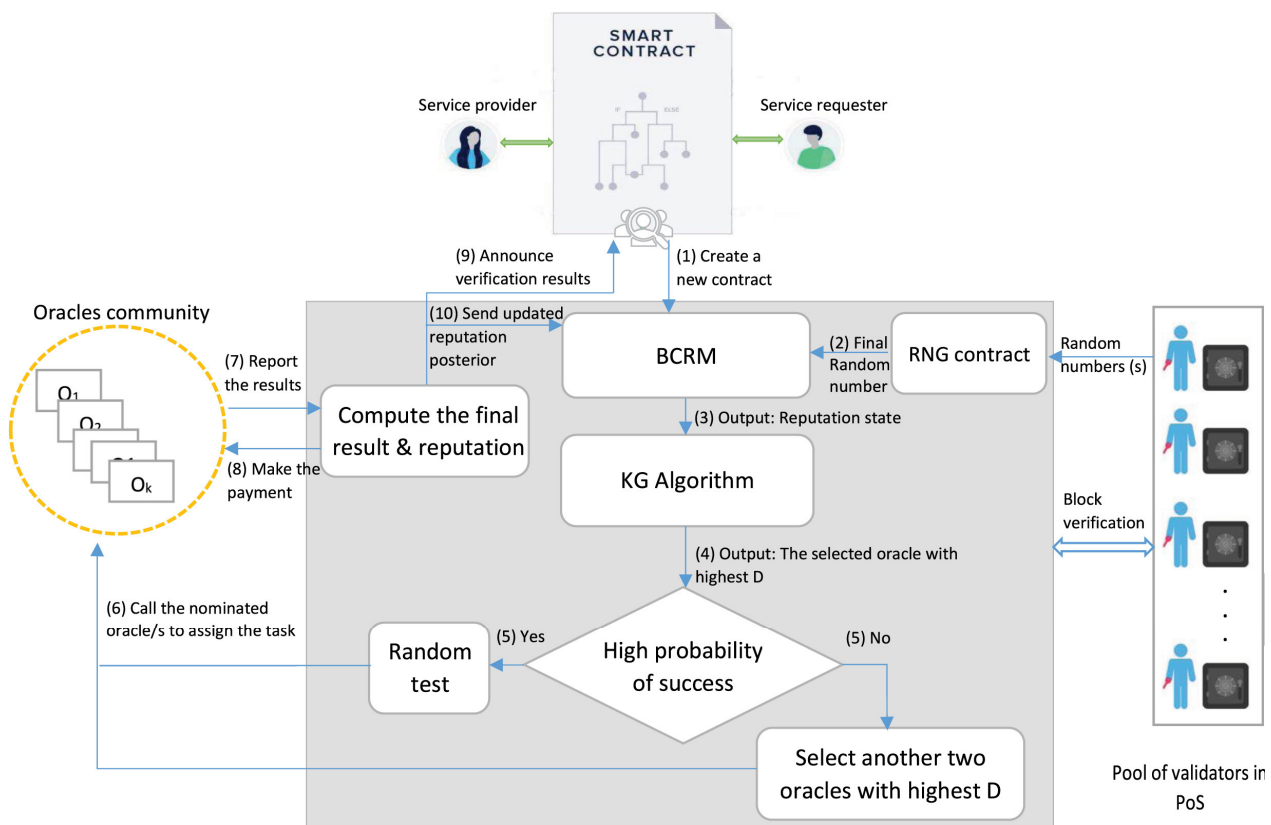 SMART
CONTRACT
IF
ELSE
Service provider
Service requester
(9) Announce
verification results
(1) Create a
new contract
Oracles community
(10) Send updated
reputation
posterior
BCRM
(2) Final
Random
number
RNG contract
Random
numbers (s)
(7) Report
the results
O1
O2
Ok
Compute the final
result & reputation
(8) Make the
payment
(3) Output: Reputation state
KG Algorithm
Block
verification
(4) Output: The selected oracle with
highest D
(6) Call the nominated
oracle/s to assign the task
(5) Yes
(5) No
Random
test
High probability
of success
Select another two
oracles with highest D
Pool of validators in
PoS